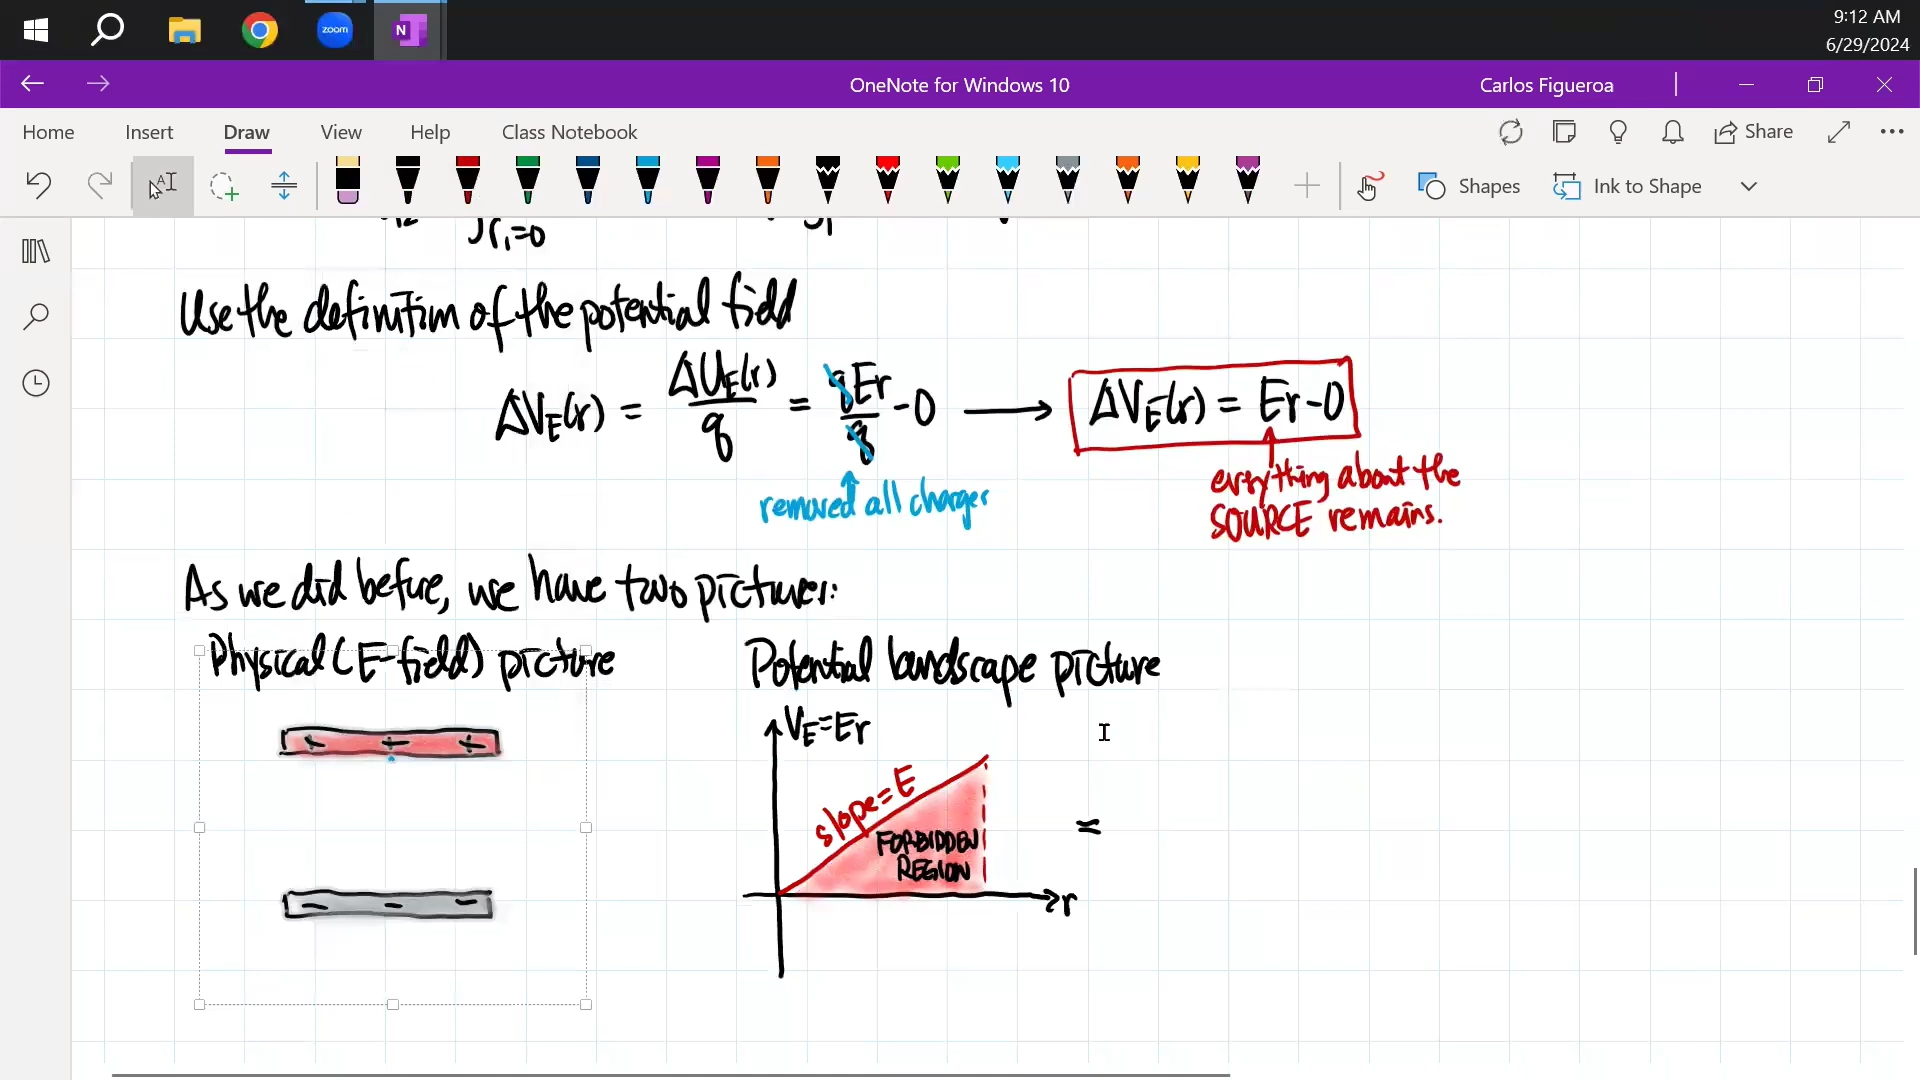 9:12 AM
6/29/2024
zoom
N
OneNote for Windows 10
Carlos Figueroa
Home Insert Draw View Help Class Notebook
Share
Shapes
Ink to Shape
r₁=0
Use the definition of the potential field
ΔV_E(r) = ΔU_E(r)/q = qEr/q - 0 → ΔV_E(r) = Er - 0
removed all charges
everything about the
SOURCE remains.
As we did before, we have two pictures:
Physical (E-field) picture
Potential landscape picture
V_E = Er
+ + +
slope = E
FORBIDDEN
REGION
=
- - -
r